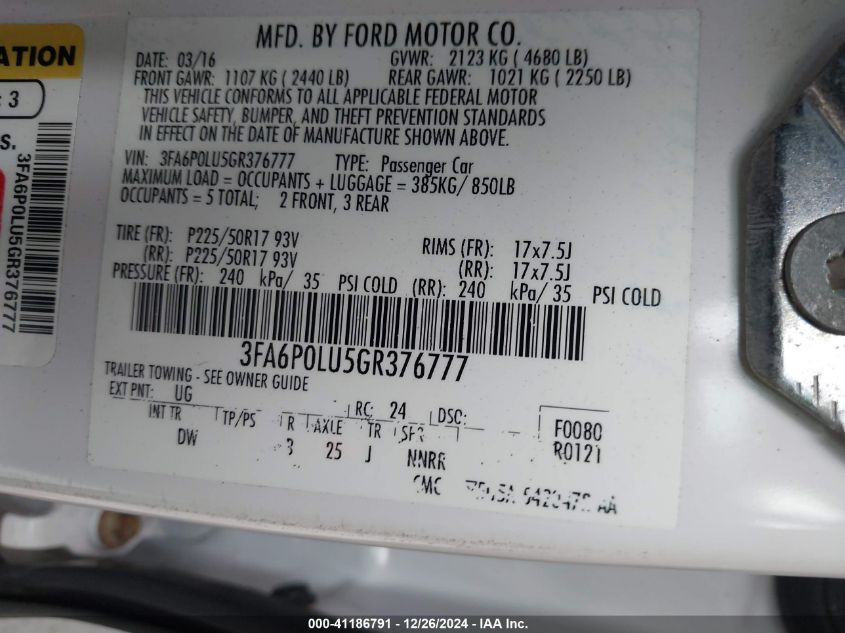 MFD. BY FORD MOTOR CO.
DATE: 03/16 GVWR: 2123 KG ( 4680 LB)
FRONT GAWR: 1107 KG ( 2440 LB) REAR GAWR: 1021 KG ( 2250 LB)
THIS VEHICLE CONFORMS TO ALL APPLICABLE FEDERAL MOTOR
VEHICLE SAFETY, BUMPER, AND THEFT PREVENTION STANDARDS
IN EFFECT ON THE DATE OF MANUFACTURE SHOWN ABOVE.
VIN: 3FA6P0LU5GR376777 TYPE: Passenger Car
MAXIMUM LOAD = OCCUPANTS + LUGGAGE = 385KG/ 850LB
OCCUPANTS = 5 TOTAL; 2 FRONT, 3 REAR
TIRE (FR): P225/50R17 93V RIMS (FR): 17x7.5J
(RR): P225/50R17 93V (RR): 17x7.5J
PRESSURE (FR): 240 kPa/ 35 PSI COLD (RR): 240 kPa/ 35 PSI COLD
3FA6P0LU5GR376777
TRAILER TOWING - SEE OWNER GUIDE
EXT PNT: UG RC: 24 DSO: F0080
INT TR TP/PS R AXLE TR SPR R0121
DW 25 J NNRR
: 3
3FA6P0LU5GR376777
000-41186791 - 12/26/2024 - IAA Inc.